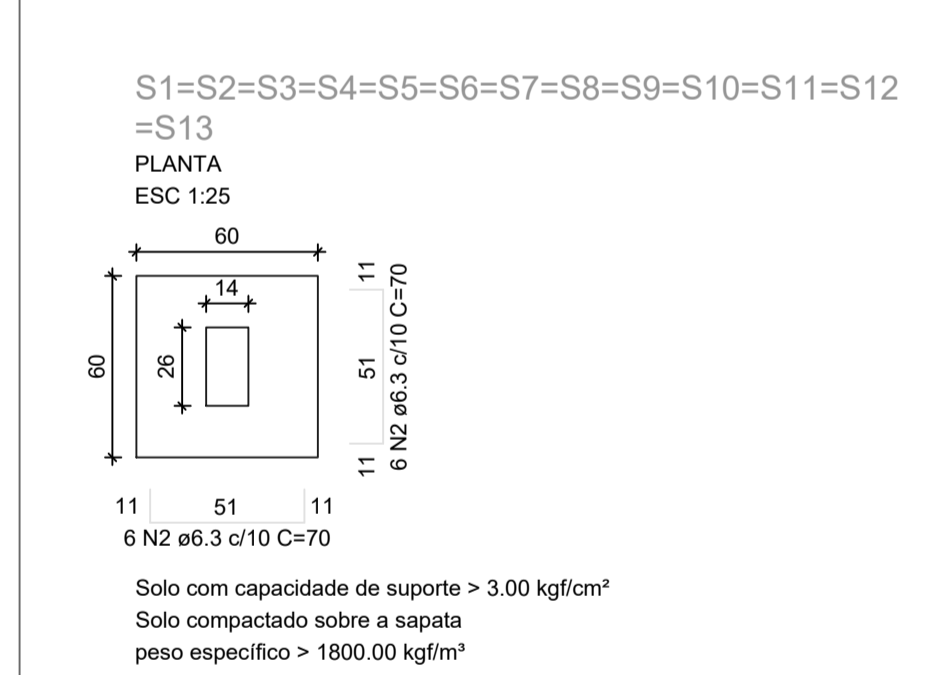 S1=S2=S3=S4=S5=S6=S7=S8=S9=S10=S11=S12
=S13
PLANTA
ESC 1:25
60
14
60
26
11
51
11
6 N2 ø6.3 c/10 C=70
11 51 11
6 N2 ø6.3 c/10 C=70
Solo com capacidade de suporte > 3.00 kgf/cm²
Solo compactado sobre a sapata
peso específico > 1800.00 kgf/m³